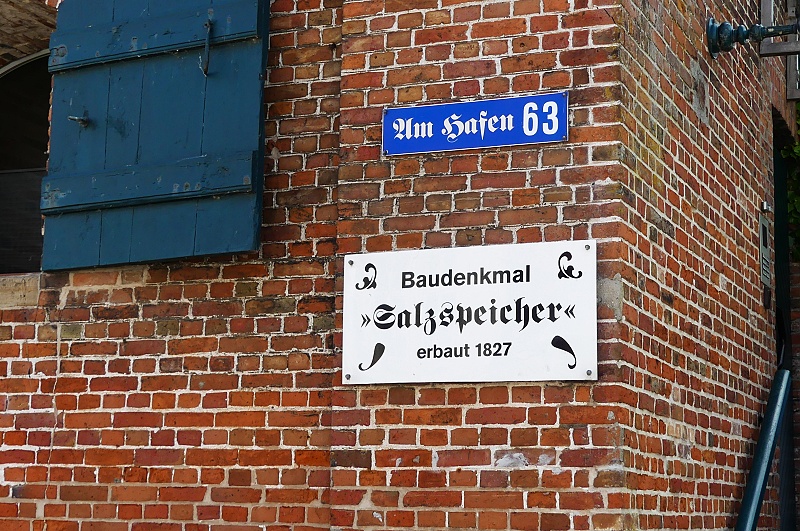 Am Hafen 63
Baudenkmal
»Salzspeicher«
erbaut 1827